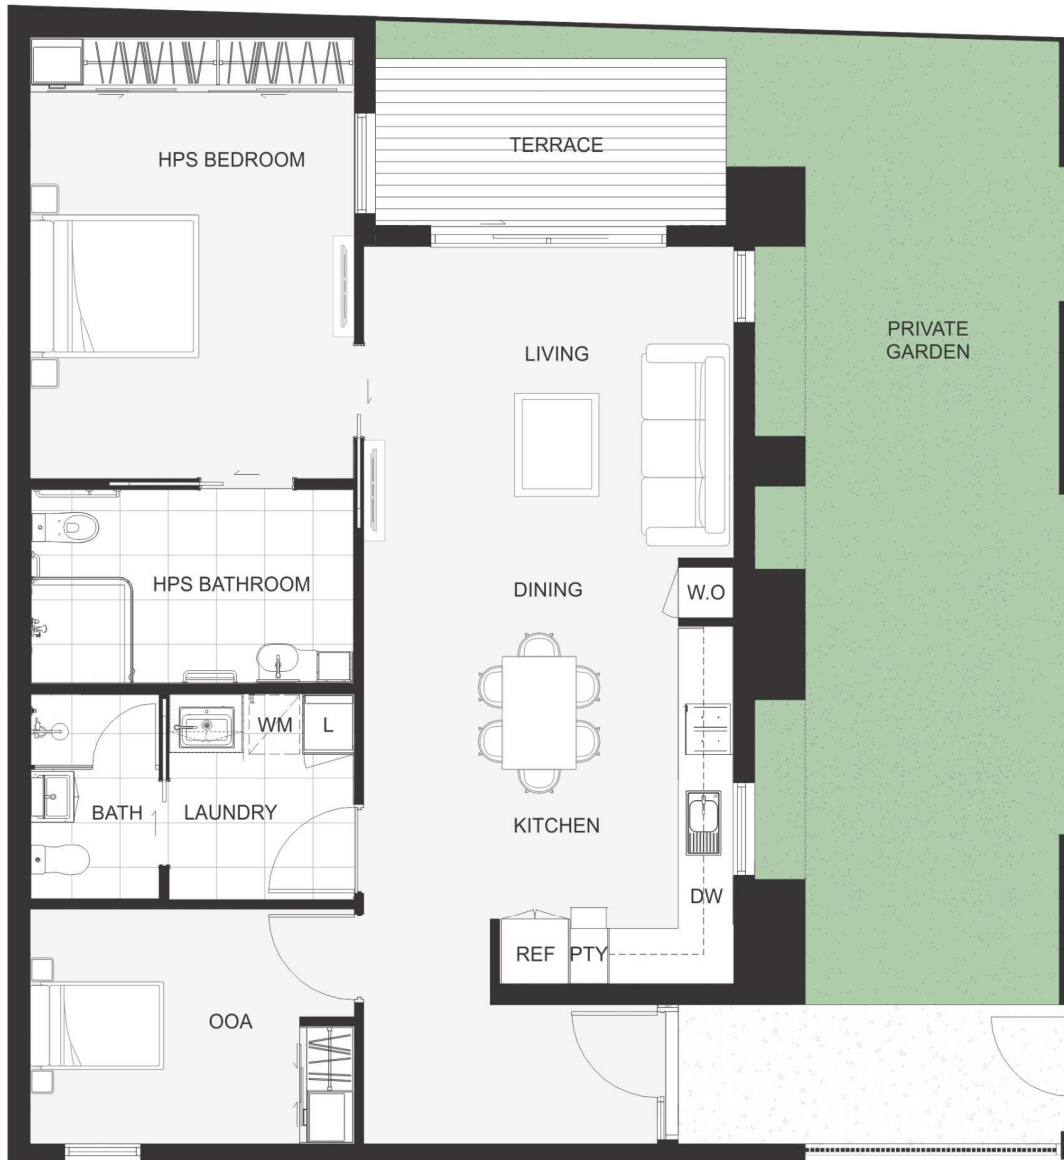 TERRACE
HPS BEDROOM
PRIVATE
GARDEN
LIVING
HPS BATHROOM
DINING
W.O
WM
L
BATH
LAUNDRY
KITCHEN
DW
REF
PTY
OOA